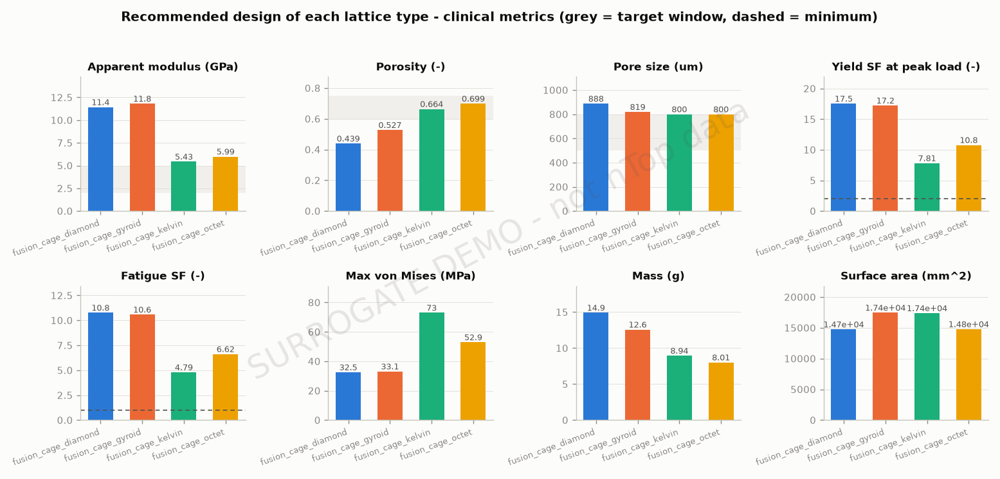 Recommended design of each lattice type - clinical metrics (grey = target window, dashed = minimum)
Apparent modulus (GPa)
12.5
10.0
7.5
5.0
2.5
0.0
11.4
11.8
5.43
5.99
fusion_cage_diamond
fusion_cage_gyroid
fusion_cage_kelvin
fusion_cage_octet
Porosity (-)
0.8
0.6
0.4
0.2
0.0
0.439
0.527
0.664
0.699
fusion_cage_diamond
fusion_cage_gyroid
fusion_cage_kelvin
fusion_cage_octet
Pore size (um)
1000
800
600
400
200
0
888
819
800
800
fusion_cage_diamond
fusion_cage_gyroid
fusion_cage_kelvin
fusion_cage_octet
Yield SF at peak load (-)
20
15
10
5
0
17.5
17.2
7.81
10.8
fusion_cage_diamond
fusion_cage_gyroid
fusion_cage_kelvin
fusion_cage_octet
SURROGATE DEMO - not nTop data
Fatigue SF (-)
12.5
10.0
7.5
5.0
2.5
0.0
10.8
10.6
4.79
6.62
fusion_cage_diamond
fusion_cage_gyroid
fusion_cage_kelvin
fusion_cage_octet
Max von Mises (MPa)
80
60
40
20
0
32.5
33.1
73
52.9
fusion_cage_diamond
fusion_cage_gyroid
fusion_cage_kelvin
fusion_cage_octet
Mass (g)
15
10
5
0
14.9
12.6
8.94
8.01
fusion_cage_diamond
fusion_cage_gyroid
fusion_cage_kelvin
fusion_cage_octet
Surface area (mm^2)
20000
15000
10000
5000
0
1.47e+04
1.74e+04
1.74e+04
1.48e+04
fusion_cage_diamond
fusion_cage_gyroid
fusion_cage_kelvin
fusion_cage_octet